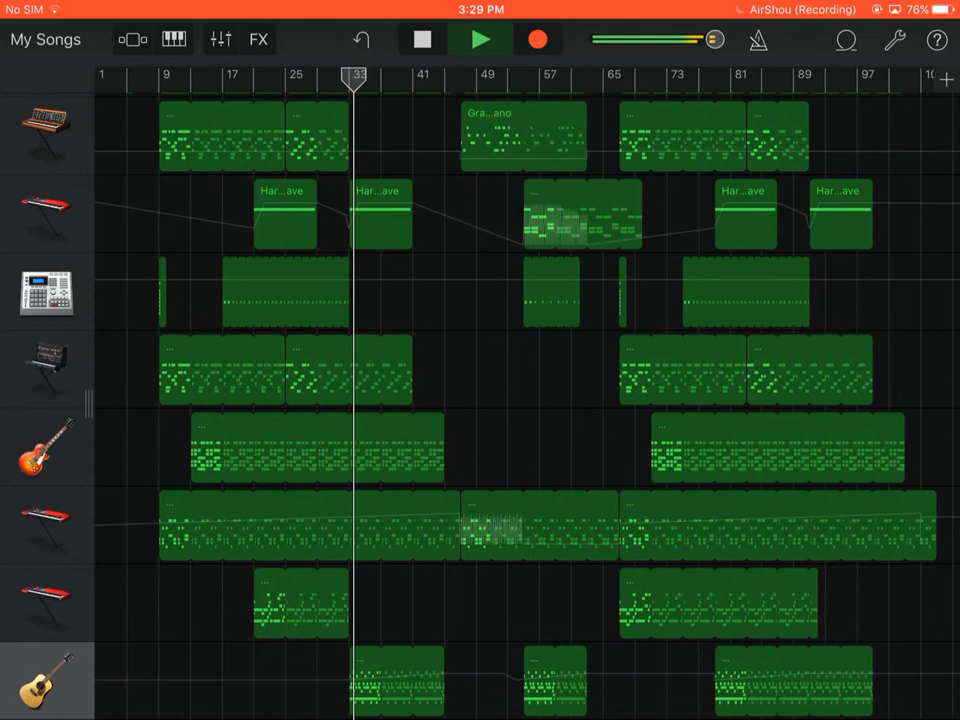 No SIM 3:29 PM AirShou (Recording) 76%
My Songs FX ?
1 9 17 25 33 41 49 57 65 73 81 89 97 10 +
... ... Gra...ano ... ...
Har...ave Har...ave ... Har...ave Har...ave
... ... ... ...
... ...
... ... ...
... ...
... ... ...